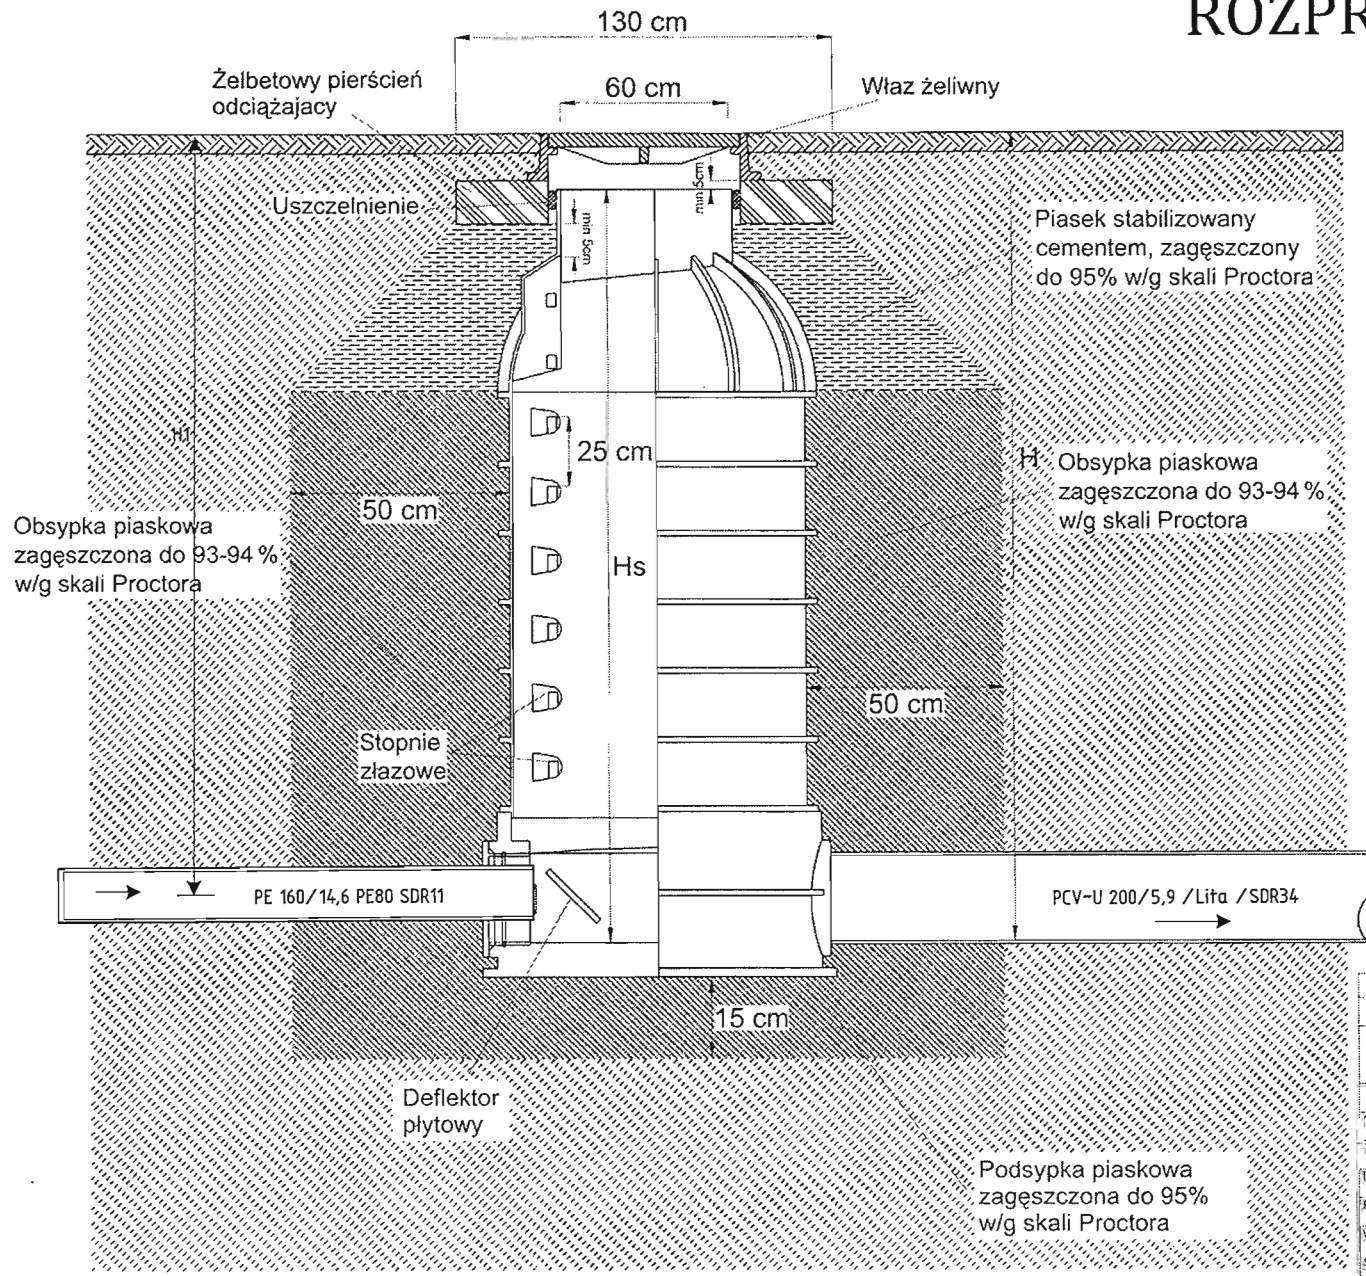 ROZPR
130 cm
Żelbetowy pierścień
odciążajacy
60 cm
Właz żeliwny
min 5cm
Uszczelnienie
min 5cm
Piasek stabilizowany
cementem, zagęszczony
do 95% w/g skali Proctora
H1
25 cm
H
Obsypka piaskowa
zagęszczona do 93-94 %
w/g skali Proctora
50 cm
Obsypka piaskowa
zagęszczona do 93-94 %
w/g skali Proctora
Hs
50 cm
Stopnie
złazowe
PE 160/14,6 PE80 SDR11
PCV-U 200/5,9 /Lita /SDR34
15 cm
Deflektor
płytowy
Podsypka piaskowa
zagęszczona do 95%
w/g skali Proctora